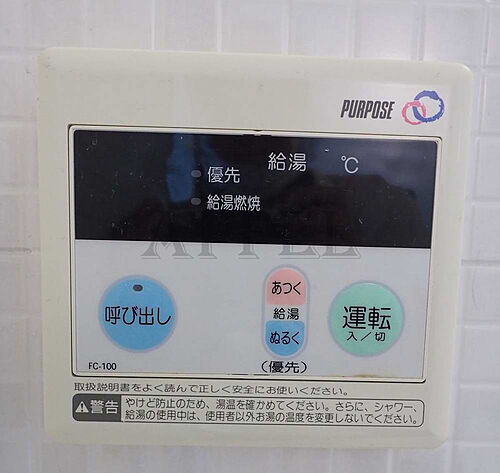 PURPOSE
給湯 ℃
優先
給湯燃焼
APPEL
呼び出し
あつく
給湯
ぬるく
(優先)
運転
入/切
FC-100
取扱説明書をよく読んで正しく安全にお使いください。
警告 やけど防止のため、湯温を確かめてください。さらに、シャワー、
給湯の使用中は、使用者以外お湯の温度を変更しないでください。